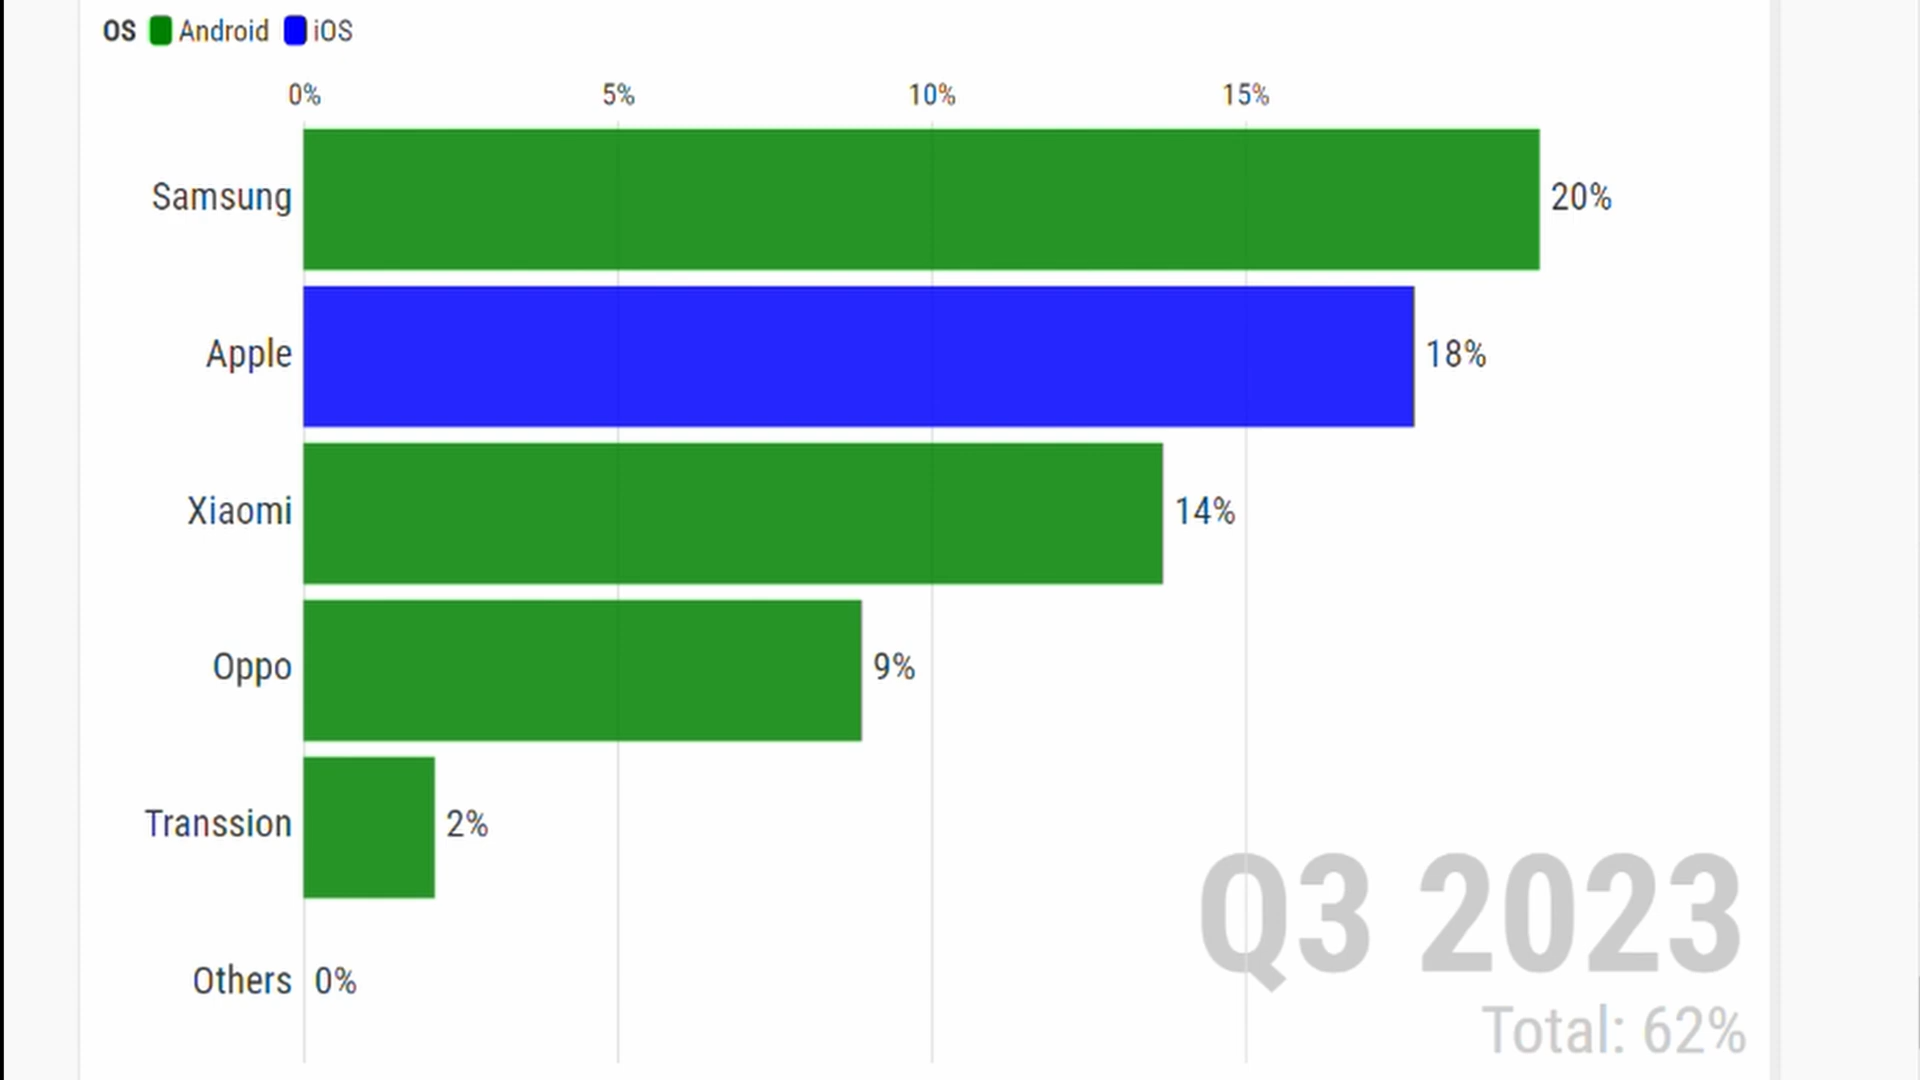 OS Android iOS
0% 5% 10% 15%
Samsung 20%
Apple 18%
Xiaomi 14%
Oppo 9%
Transsion 2%
Others 0%
Q3 2023
Total: 62%